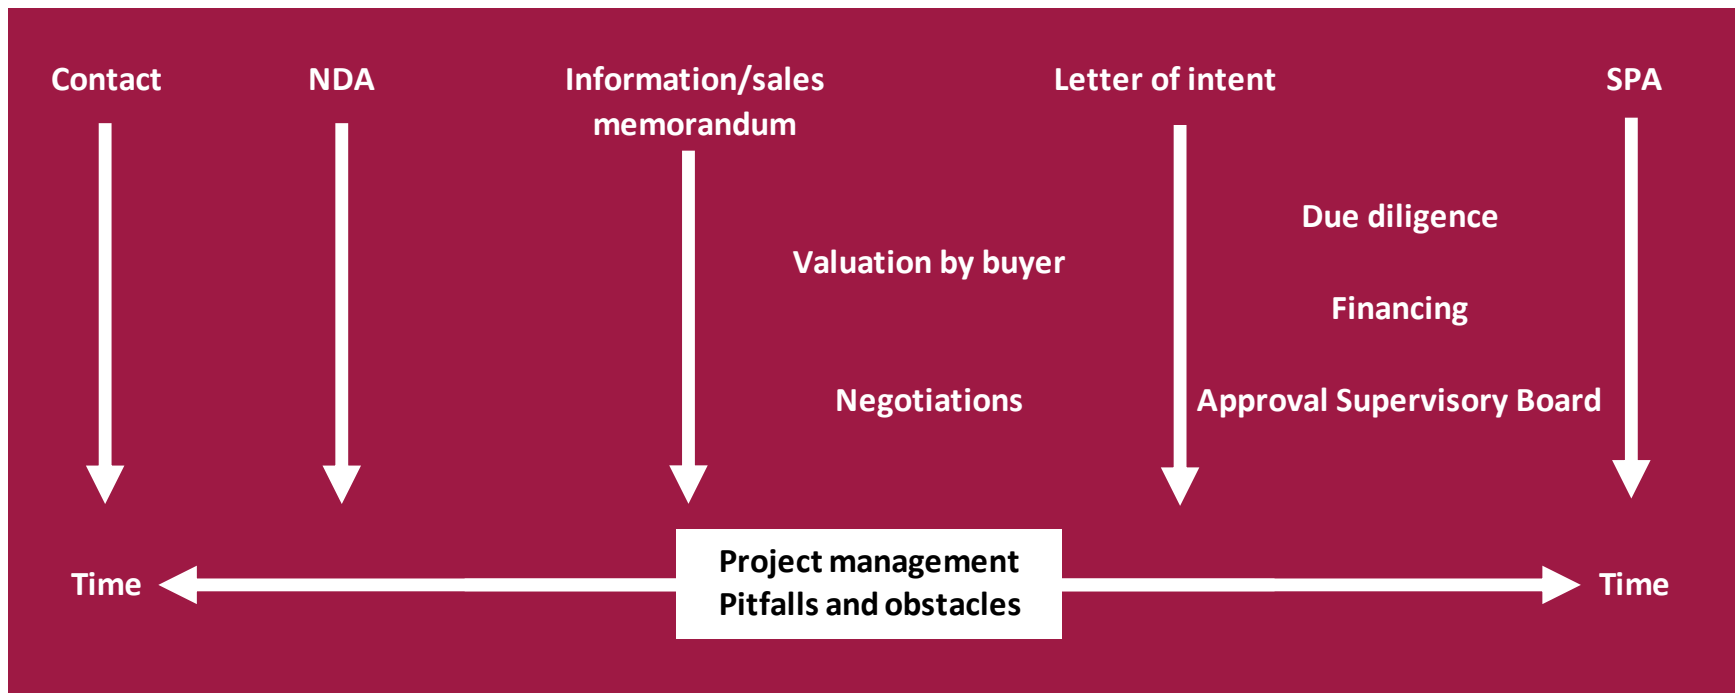 Contact
NDA
Information/sales
memorandum
Letter of intent
SPA
Due diligence
Valuation by buyer
Financing
Negotiations
Approval Supervisory Board
Project management
Pitfalls and obstacles
Time
Time